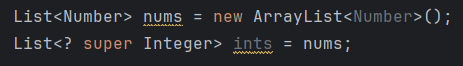 List<Number> nums = new ArrayList<Number>();
List<? super Integer> ints = nums;